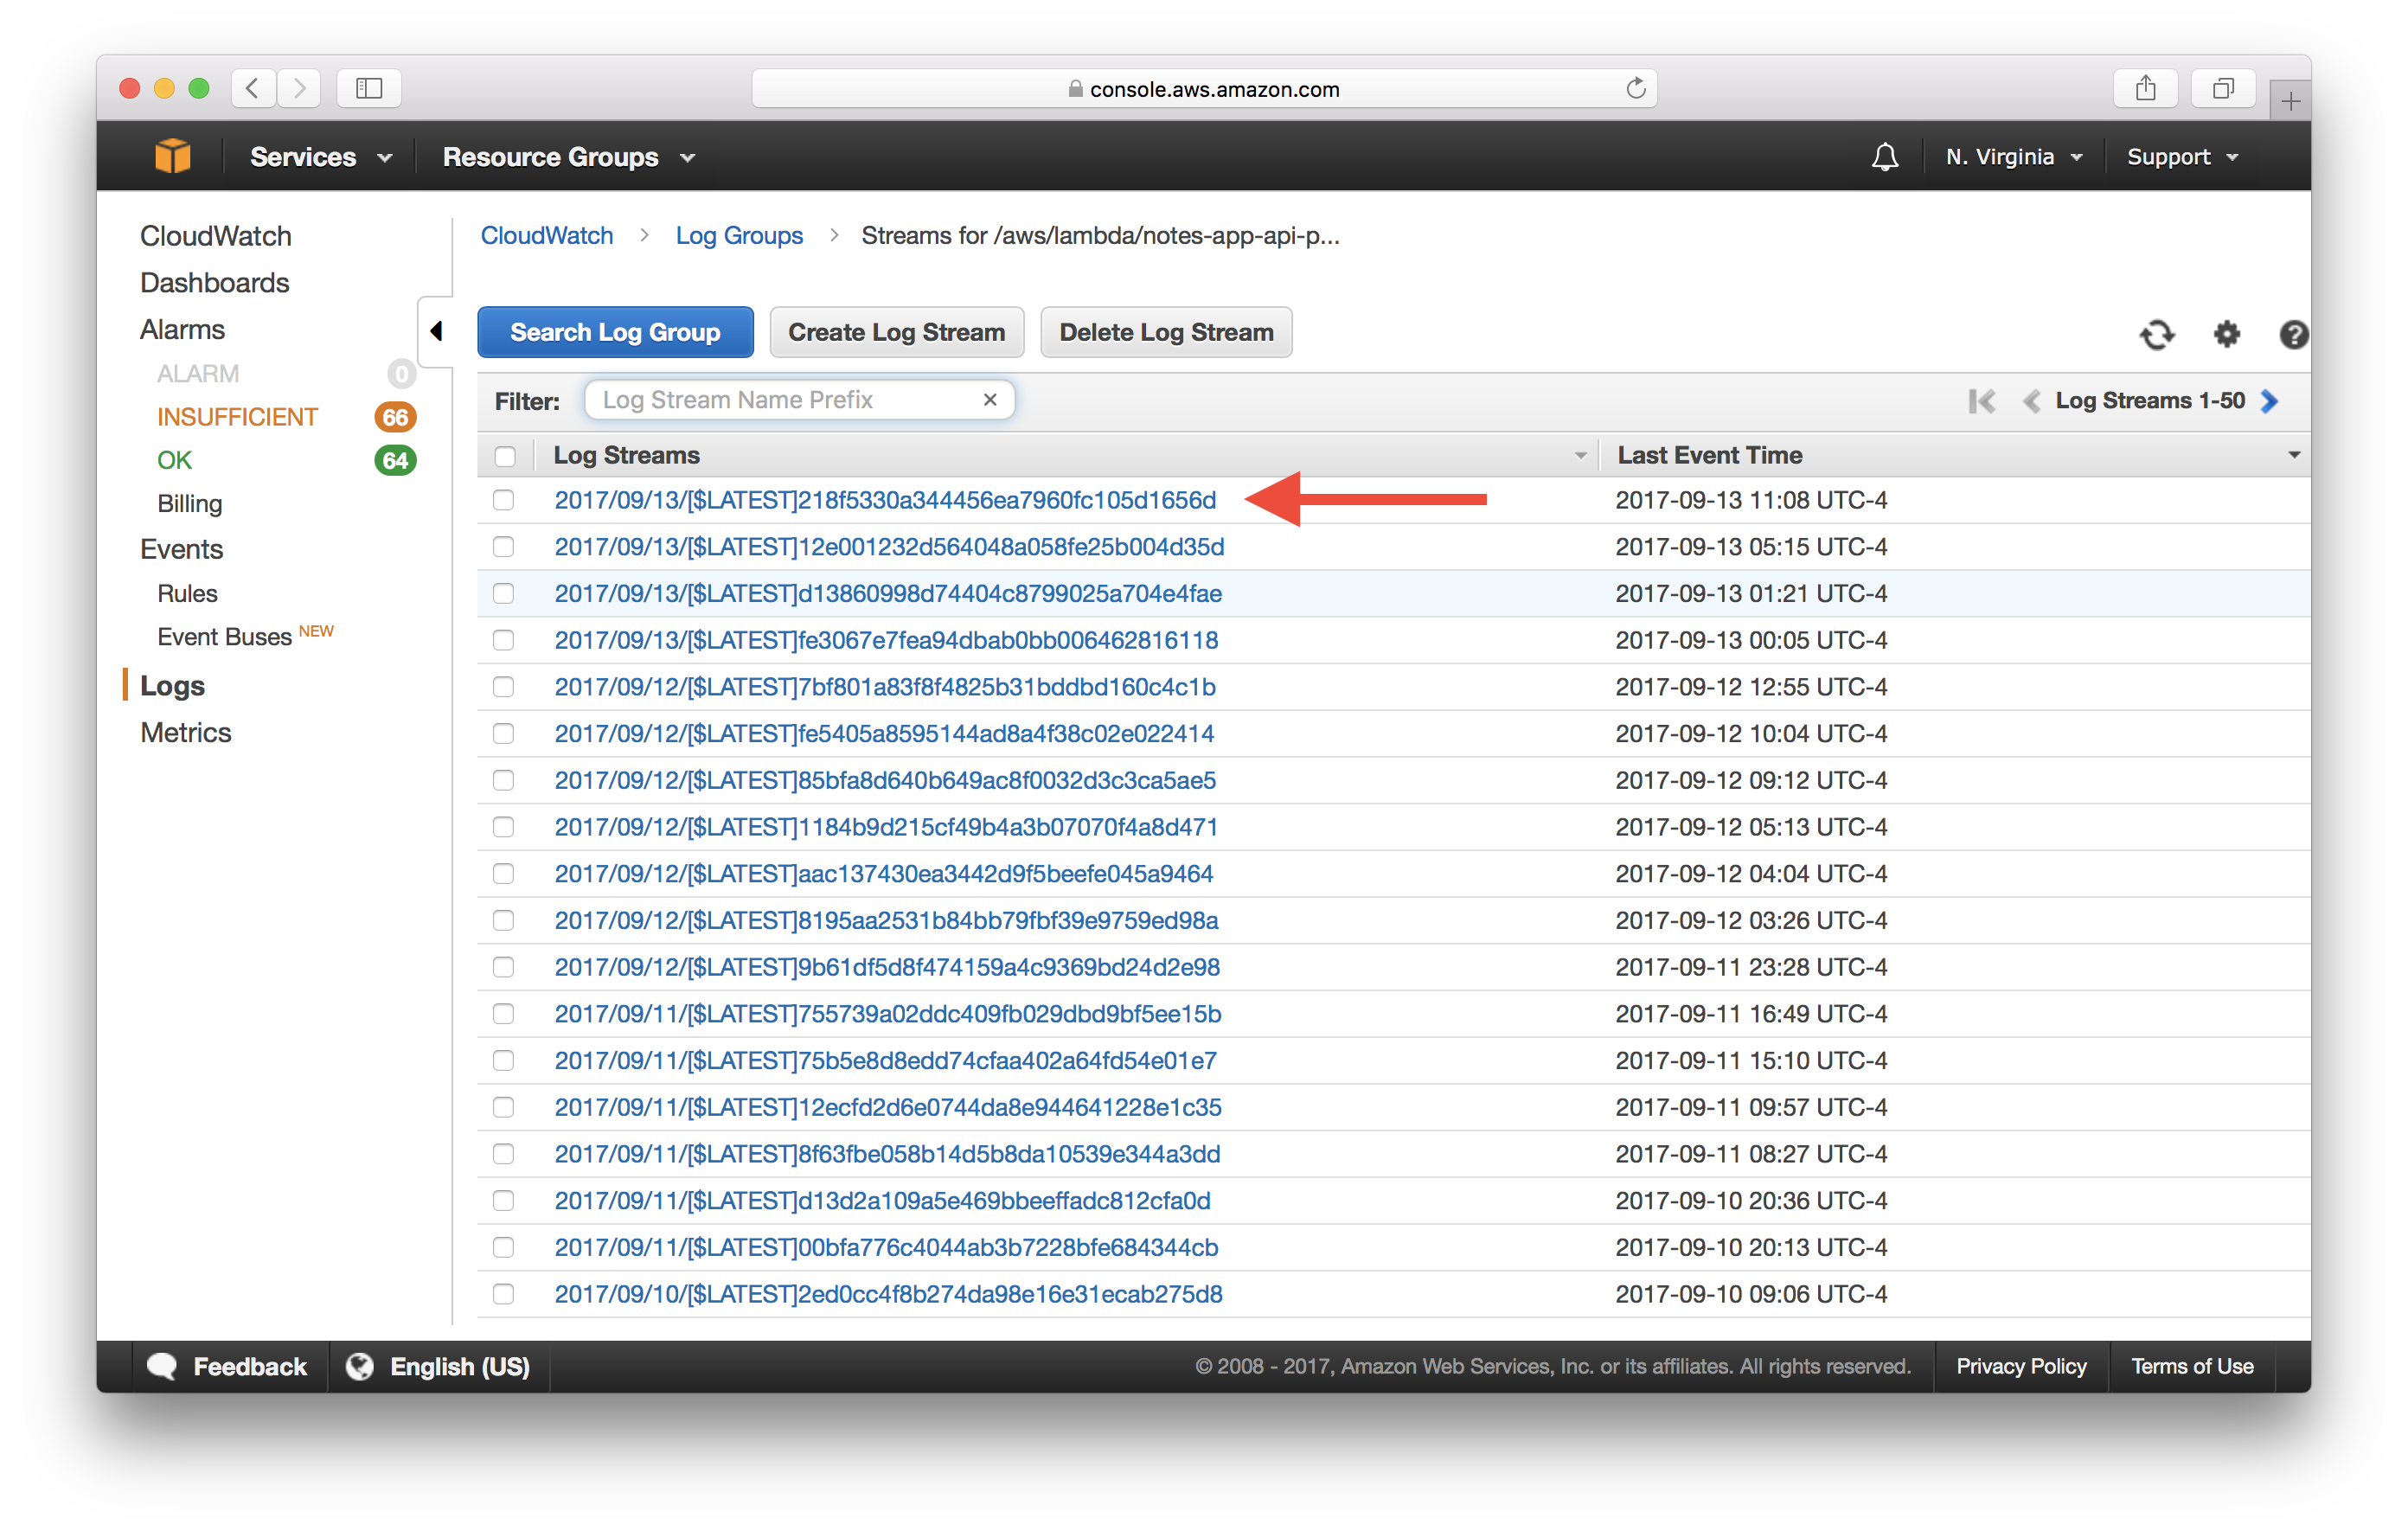 console.aws.amazon.com
Services
Resource Groups
N. Virginia
Support
CloudWatch
Dashboards
Alarms
ALARM 0
INSUFFICIENT 66
OK 64
Billing
Events
Rules
Event Buses NEW
Logs
Metrics
CloudWatch > Log Groups > Streams for /aws/lambda/notes-app-api-p...
Search Log Group
Create Log Stream
Delete Log Stream
?
Filter: Log Stream Name Prefix ×
Log Streams 1-50
Log Streams Last Event Time
2017/09/13/[$LATEST]218f5330a344456ea7960fc105d1656d 2017-09-13 11:08 UTC-4
2017/09/13/[$LATEST]12e001232d564048a058fe25b004d35d 2017-09-13 05:15 UTC-4
2017/09/13/[$LATEST]d13860998d74404c8799025a704e4fae 2017-09-13 01:21 UTC-4
2017/09/13/[$LATEST]fe3067e7fea94dbab0bb006462816118 2017-09-13 00:05 UTC-4
2017/09/12/[$LATEST]7bf801a83f8f4825b31bddbd160c4c1b 2017-09-12 12:55 UTC-4
2017/09/12/[$LATEST]fe5405a8595144ad8a4f38c02e022414 2017-09-12 10:04 UTC-4
2017/09/12/[$LATEST]85bfa8d640b649ac8f0032d3c3ca5ae5 2017-09-12 09:12 UTC-4
2017/09/12/[$LATEST]1184b9d215cf49b4a3b07070f4a8d471 2017-09-12 05:13 UTC-4
2017/09/12/[$LATEST]aac137430ea3442d9f5beefe045a9464 2017-09-12 04:04 UTC-4
2017/09/12/[$LATEST]8195aa2531b84bb79fbf39e9759ed98a 2017-09-12 03:26 UTC-4
2017/09/12/[$LATEST]9b61df5d8f474159a4c9369bd24d2e98 2017-09-11 23:28 UTC-4
2017/09/11/[$LATEST]755739a02ddc409fb029dbd9bf5ee15b 2017-09-11 16:49 UTC-4
2017/09/11/[$LATEST]75b5e8d8edd74cfaa402a64fd54e01e7 2017-09-11 15:10 UTC-4
2017/09/11/[$LATEST]12ecfd2d6e0744da8e944641228e1c35 2017-09-11 09:57 UTC-4
2017/09/11/[$LATEST]8f63fbe058b14d5b8da10539e344a3dd 2017-09-11 08:27 UTC-4
2017/09/11/[$LATEST]d13d2a109a5e469bbeeffadc812cfa0d 2017-09-10 20:36 UTC-4
2017/09/11/[$LATEST]00bfa776c4044ab3b7228bfe684344cb 2017-09-10 20:13 UTC-4
2017/09/10/[$LATEST]2ed0cc4f8b274da98e16e31ecab275d8 2017-09-10 09:06 UTC-4
Feedback
English (US)
© 2008 - 2017, Amazon Web Services, Inc. or its affiliates. All rights reserved.
Privacy Policy
Terms of Use